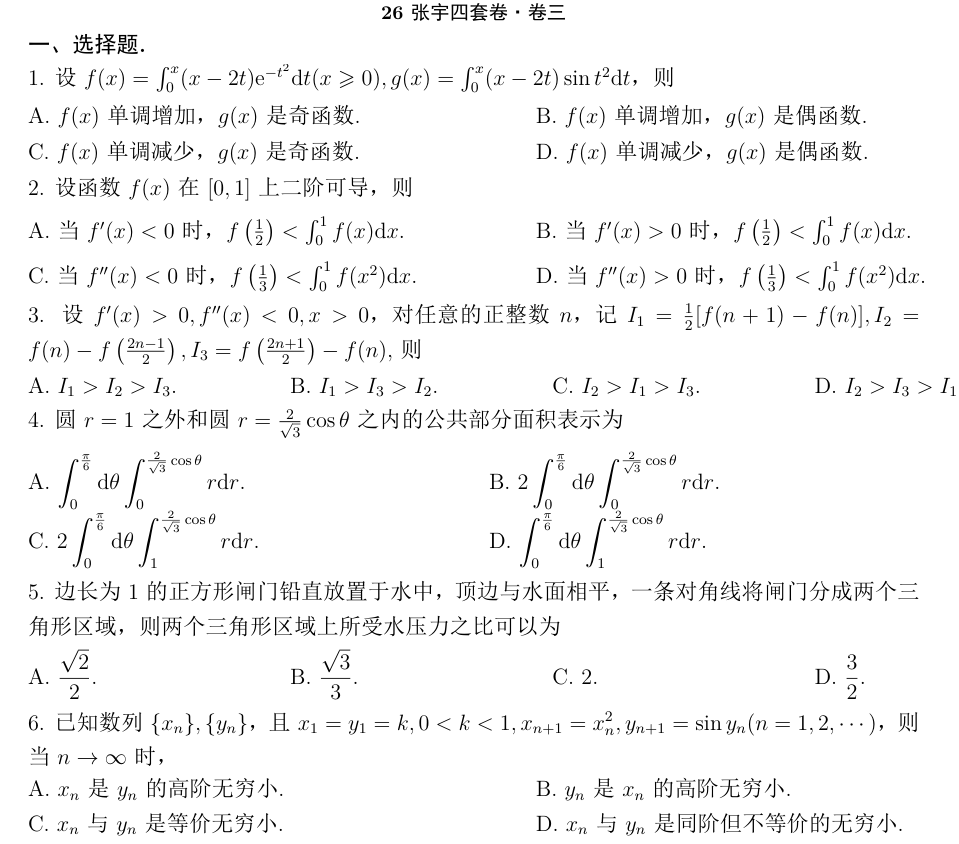 26 张宇四套卷·卷三
一、选择题.
1. 设 f(x) = ∫₀ˣ(x − 2t)e^{−t²}dt(x ⩾ 0), g(x) = ∫₀ˣ(x − 2t) sin t²dt，则
A. f(x) 单调增加，g(x) 是奇函数. B. f(x) 单调增加，g(x) 是偶函数.
C. f(x) 单调减少，g(x) 是奇函数. D. f(x) 单调减少，g(x) 是偶函数.
2. 设函数 f(x) 在 [0, 1] 上二阶可导，则
A. 当 f′(x) < 0 时，f(1/2) < ∫₀¹ f(x)dx. B. 当 f′(x) > 0 时，f(1/2) < ∫₀¹ f(x)dx.
C. 当 f″(x) < 0 时，f(1/3) < ∫₀¹ f(x²)dx. D. 当 f″(x) > 0 时，f(1/3) < ∫₀¹ f(x²)dx.
3. 设 f′(x) > 0, f″(x) < 0, x > 0，对任意的正整数 n，记 I₁ = 1/2[f(n + 1) − f(n)], I₂ =
f(n) − f((2n−1)/2), I₃ = f((2n+1)/2) − f(n), 则
A. I₁ > I₂ > I₃. B. I₁ > I₃ > I₂. C. I₂ > I₁ > I₃. D. I₂ > I₃ > I₁
4. 圆 r = 1 之外和圆 r = 2/√3 cos θ 之内的公共部分面积表示为
A. ∫₀^{π/6} dθ ∫₀^{2/√3 cos θ} rdr. B. 2 ∫₀^{π/6} dθ ∫₀^{2/√3 cos θ} rdr.
C. 2 ∫₀^{π/6} dθ ∫₁^{2/√3 cos θ} rdr. D. ∫₀^{π/6} dθ ∫₁^{2/√3 cos θ} rdr.
5. 边长为 1 的正方形闸门铅直放置于水中，顶边与水面相平，一条对角线将闸门分成两个三
角形区域，则两个三角形区域上所受水压力之比可以为
A. √2/2. B. √3/3. C. 2. D. 3/2.
6. 已知数列 {xₙ}, {yₙ}，且 x₁ = y₁ = k, 0 < k < 1, xₙ₊₁ = xₙ², yₙ₊₁ = sin yₙ(n = 1, 2, ⋯)，则
当 n → ∞ 时，
A. xₙ 是 yₙ 的高阶无穷小. B. yₙ 是 xₙ 的高阶无穷小.
C. xₙ 与 yₙ 是等价无穷小. D. xₙ 与 yₙ 是同阶但不等价的无穷小.